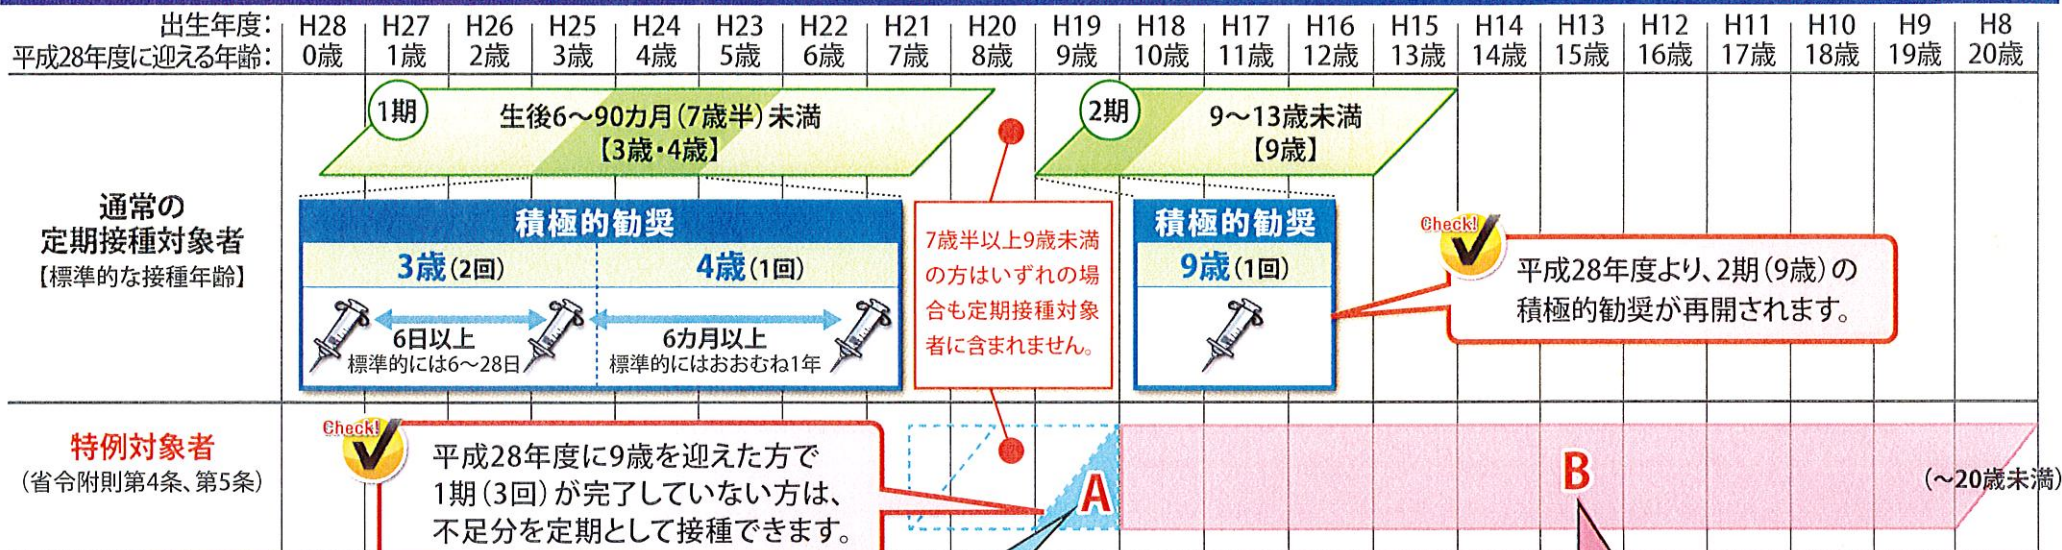 出生年度： H28 H27 H26 H25 H24 H23 H22 H21 H20 H19 H18 H17 H16 H15 H14 H13 H12 H11 H10 H9 H8
平成28年度に迎える年齢： 0歳 1歳 2歳 3歳 4歳 5歳 6歳 7歳 8歳 9歳 10歳 11歳 12歳 13歳 14歳 15歳 16歳 17歳 18歳 19歳 20歳
通常の
定期接種対象者
【標準的な接種年齢】
1期
生後6〜90カ月（7歳半）未満
【3歳・4歳】
積極的勧奨
3歳（2回）
4歳（1回）
6日以上
標準的には6〜28日
6カ月以上
標準的にはおおむね1年
7歳半以上9歳未満
の方はいずれの場
合も定期接種対象
者に含まれません。
2期
9〜13歳未満
【9歳】
積極的勧奨
9歳（1回）
Check!
平成28年度より、2期（9歳）の
積極的勧奨が再開されます。
特例対象者
（省令附則第4条、第5条）
Check!
平成28年度に9歳を迎えた方で
1期（3回）が完了していない方は、
不足分を定期として接種できます。
A
B
（〜20歳未満）